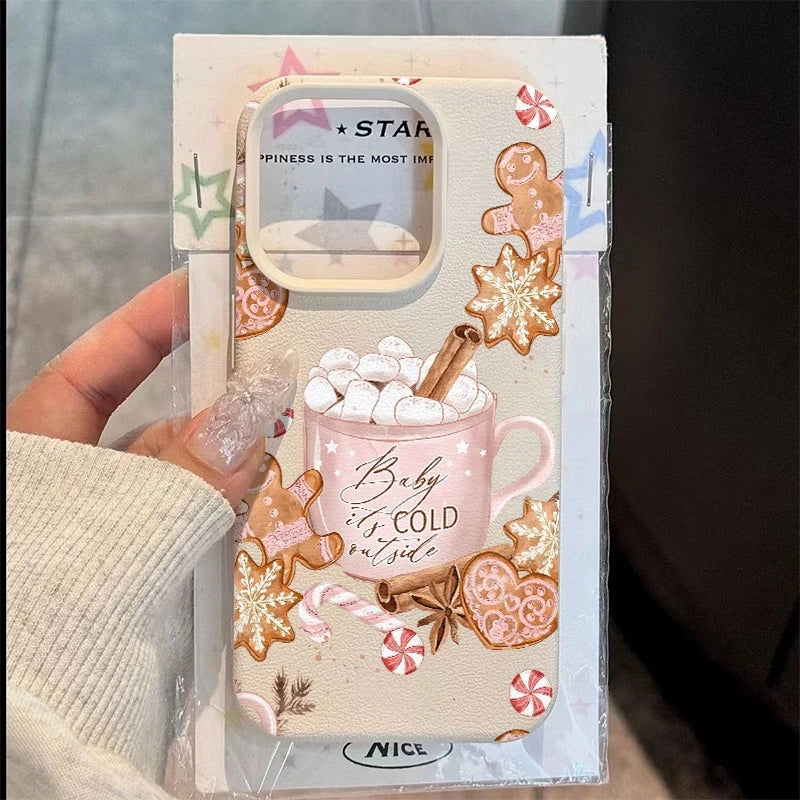 ★ STAR
PPINESS IS THE MOST IMP
Baby
it's COLD
outside
NICE